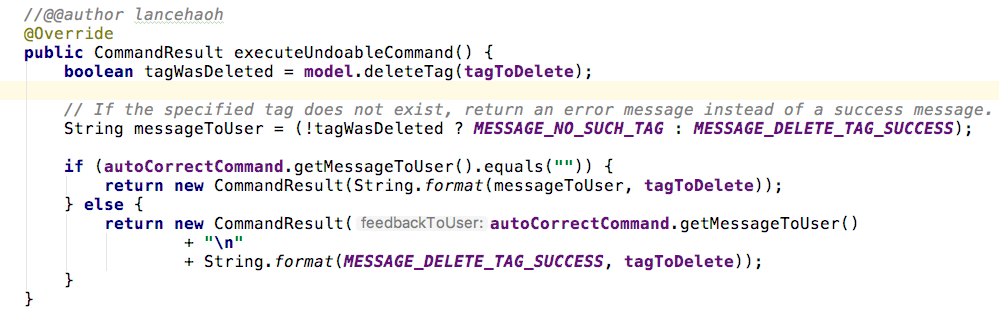 //@@author lancehaoh
@Override
public CommandResult executeUndoableCommand() {
    boolean tagWasDeleted = model.deleteTag(tagToDelete);

    // If the specified tag does not exist, return an error message instead of a success message.
    String messageToUser = (!tagWasDeleted ? MESSAGE_NO_SUCH_TAG : MESSAGE_DELETE_TAG_SUCCESS);

    if (autoCorrectCommand.getMessageToUser().equals("")) {
        return new CommandResult(String.format(messageToUser, tagToDelete));
    } else {
        return new CommandResult( feedbackToUser: autoCorrectCommand.getMessageToUser()
                + "\n"
                + String.format(MESSAGE_DELETE_TAG_SUCCESS, tagToDelete));
    }
}